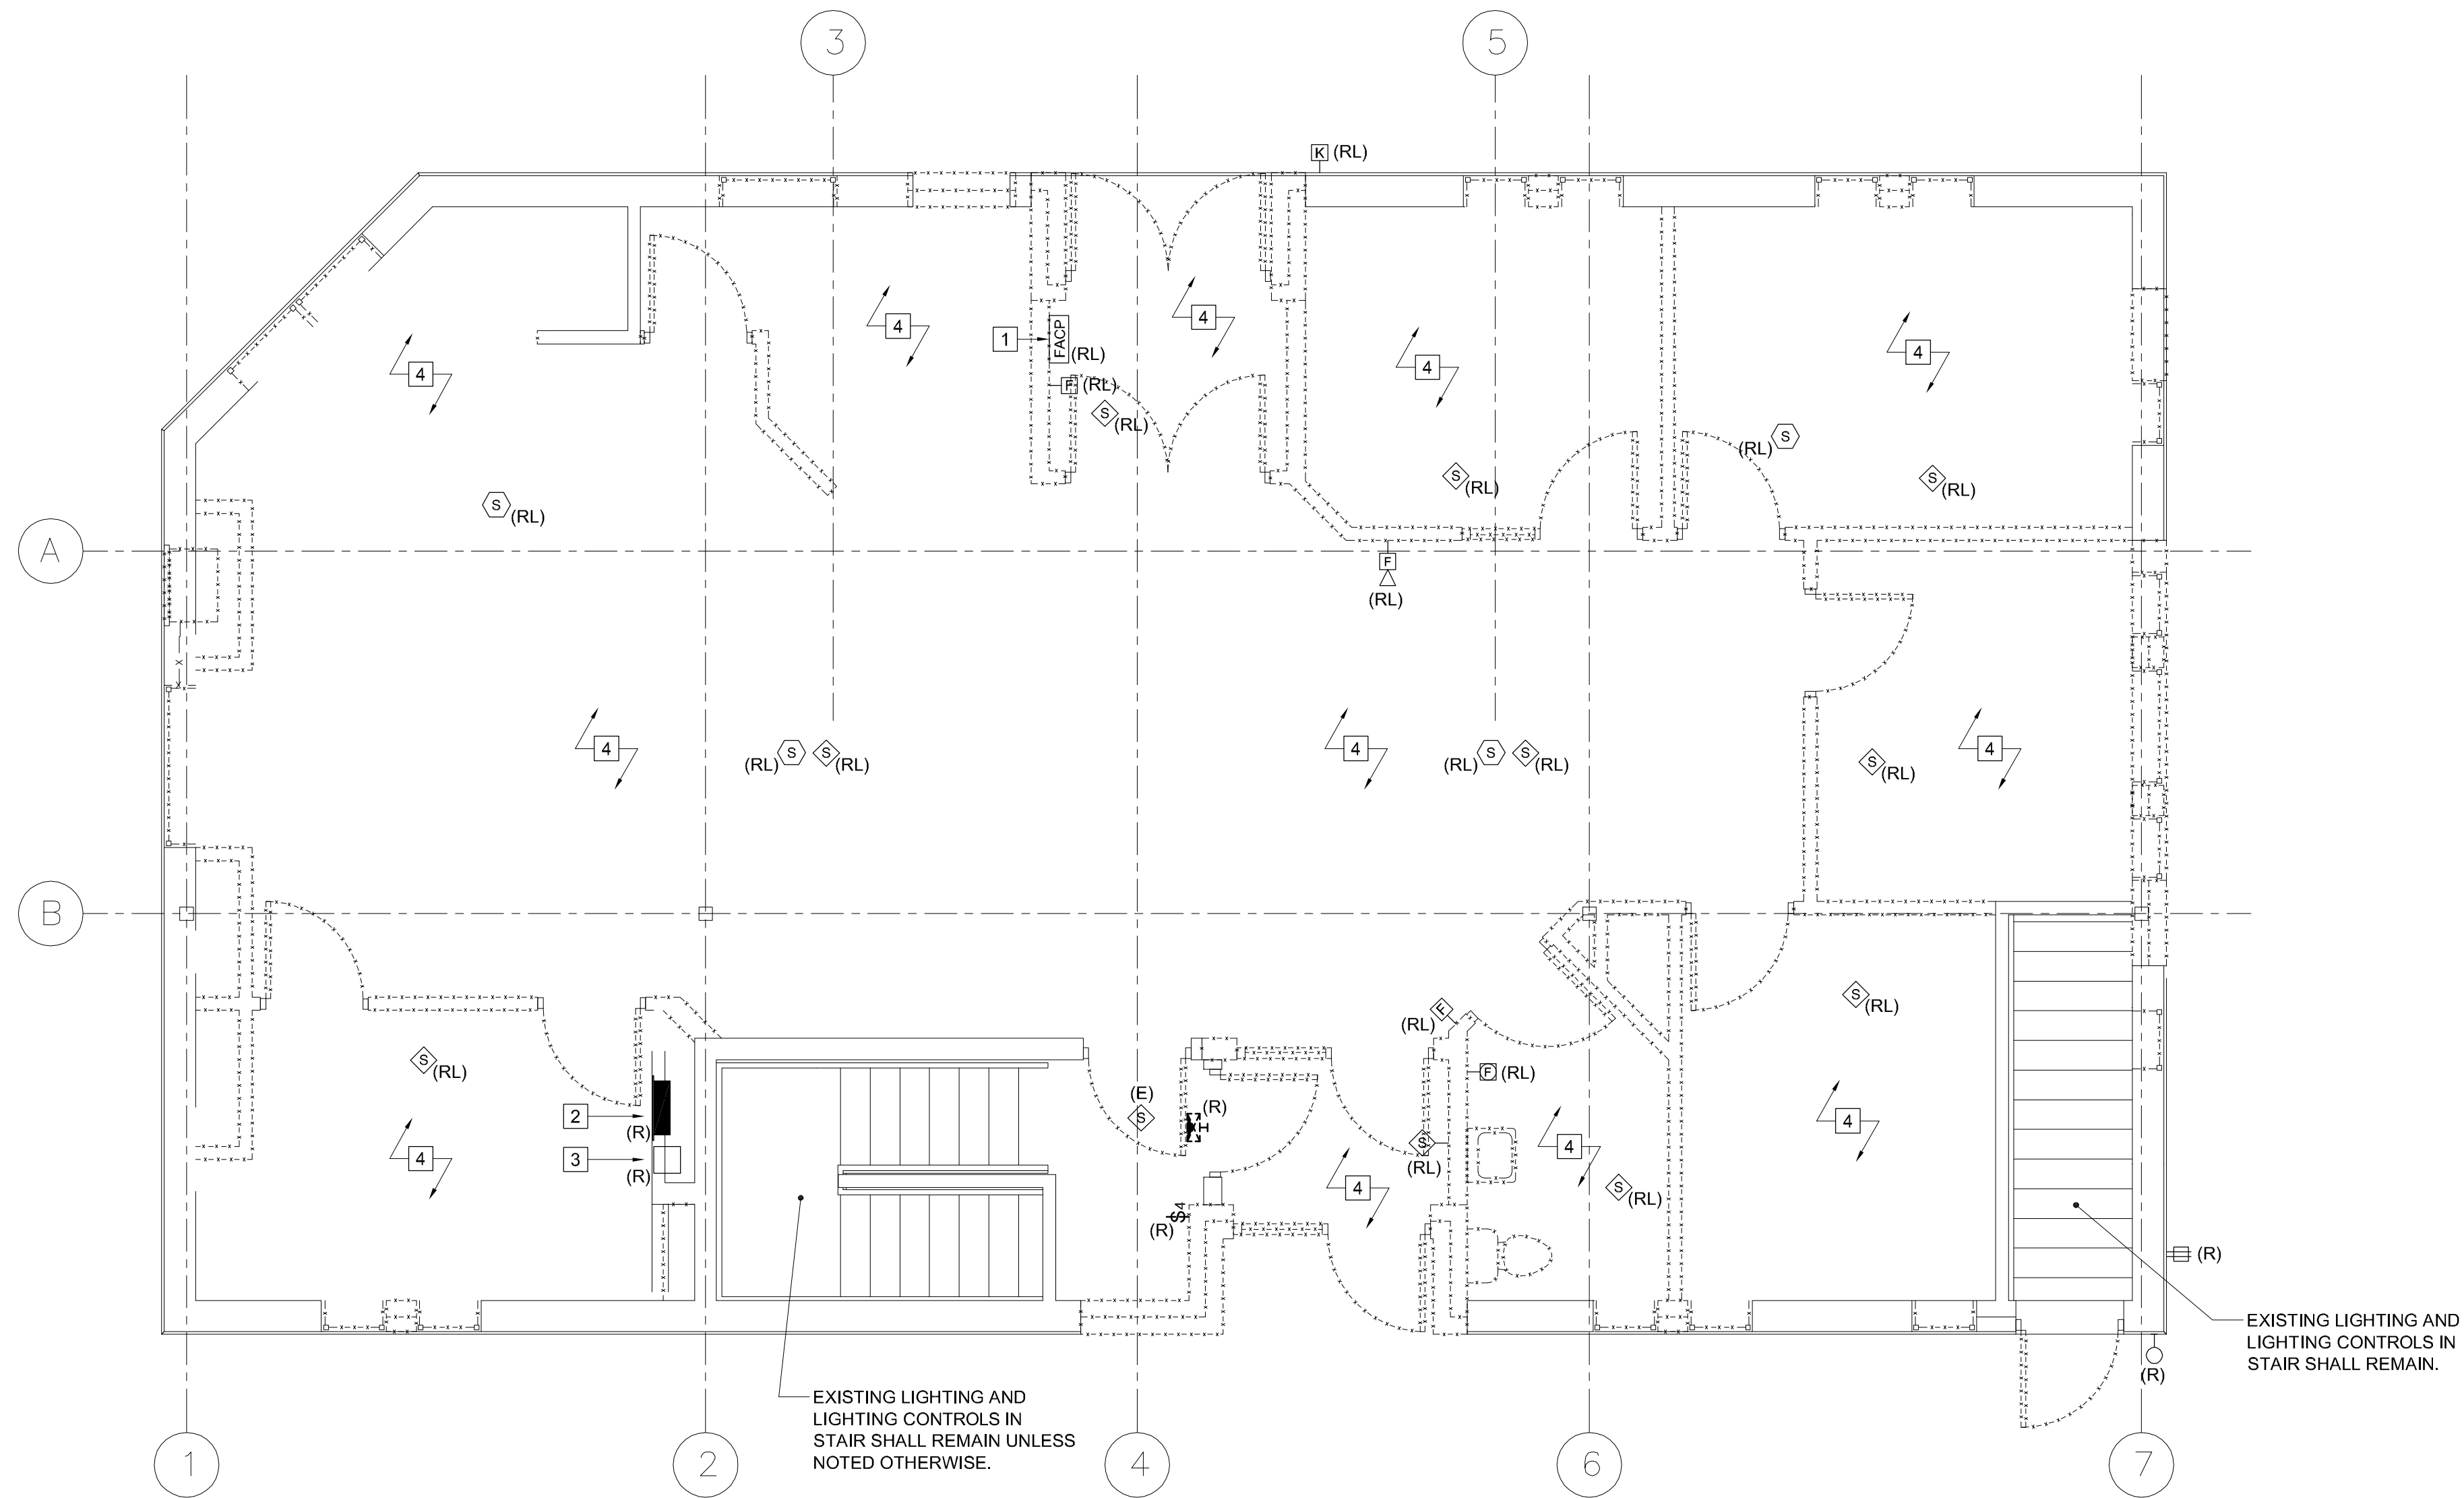 3
5
K (RL)
4
4
4
4
4
1
FACP
(RL)
F (RL)
S
(RL)
(RL) S
S
(RL)
S
(RL)
S
(RL)
A
F
(RL)
X
4
4
4
(RL) S
S (RL)
(RL) S
S (RL)
S
(RL)
B
S
(RL)
F
(RL)
S
(RL)
F (RL)
(E)
S
(R)
H
2
(R)
3
(R)
4
S
(RL)
4
4
4
S
(RL)
$4
(R)
(R)
(R)
EXISTING LIGHTING AND
LIGHTING CONTROLS IN
STAIR SHALL REMAIN.
EXISTING LIGHTING AND
LIGHTING CONTROLS IN
STAIR SHALL REMAIN UNLESS
NOTED OTHERWISE.
1
2
4
6
7